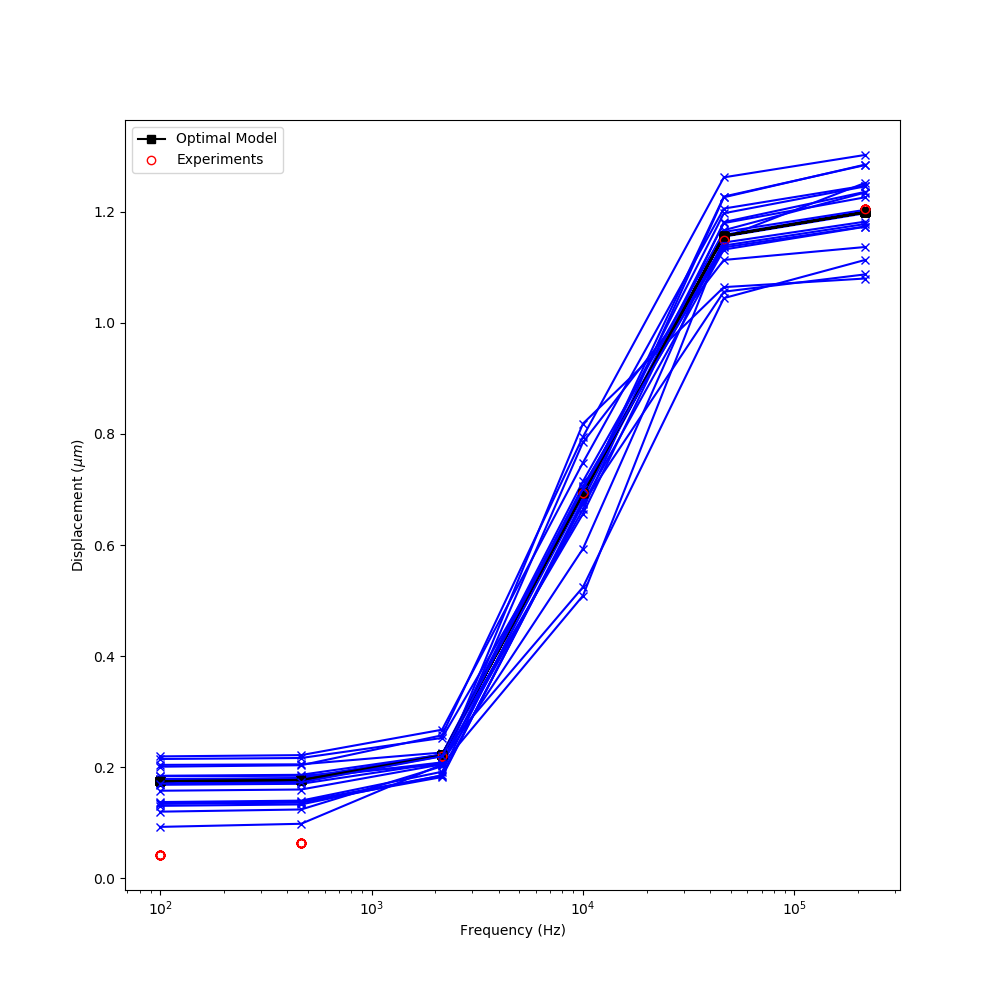 Optimal Model
Experiments
1.2
1.0
0.8
0.6
0.4
0.2
0.0
Displacement (μm)
10²
10³
10⁴
10⁵
Frequency (Hz)